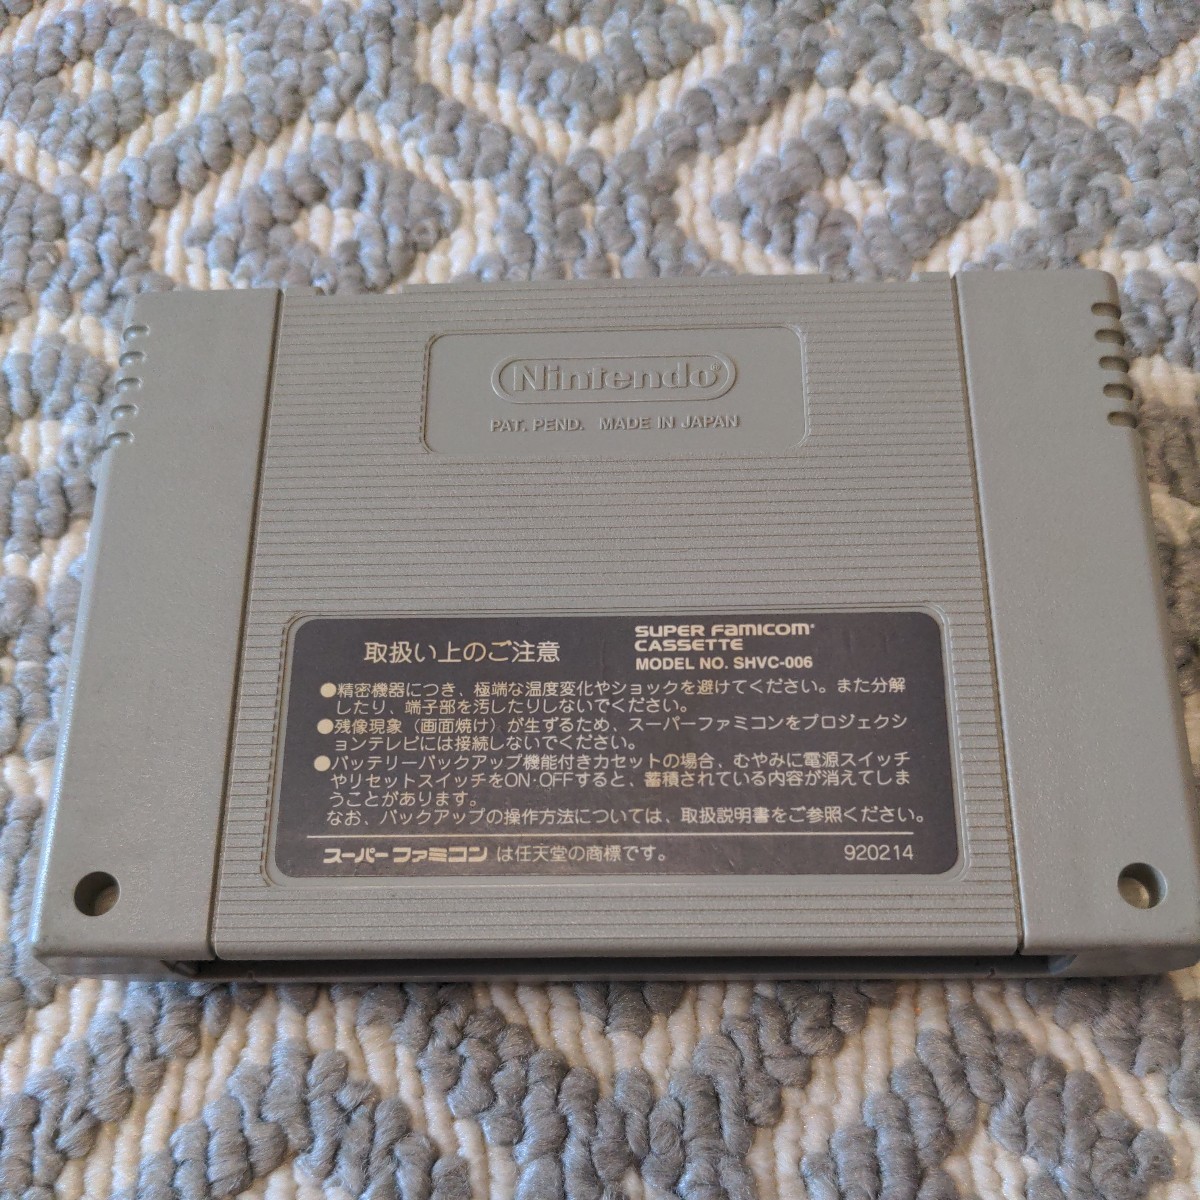 Nintendo®
PAT. PEND. MADE IN JAPAN
取扱い上のご注意
SUPER FAMICOM®
CASSETTE
MODEL NO. SHVC-006
●精密機器につき、極端な温度変化やショックを避けてください。また分解
したり、端子部を汚したりしないでください。
●残像現象（画面焼け）が生ずるため、スーパーファミコンをプロジェクシ
ョンテレビには接続しないでください。
●バッテリーバックアップ機能付きカセットの場合、むやみに電源スイッチ
やリセットスイッチをON・OFFすると、蓄積されている内容が消えてしま
うことがあります。
なお、バックアップの操作方法については、取扱説明書をご参照ください。
スーパーファミコンは任天堂の商標です。
920214